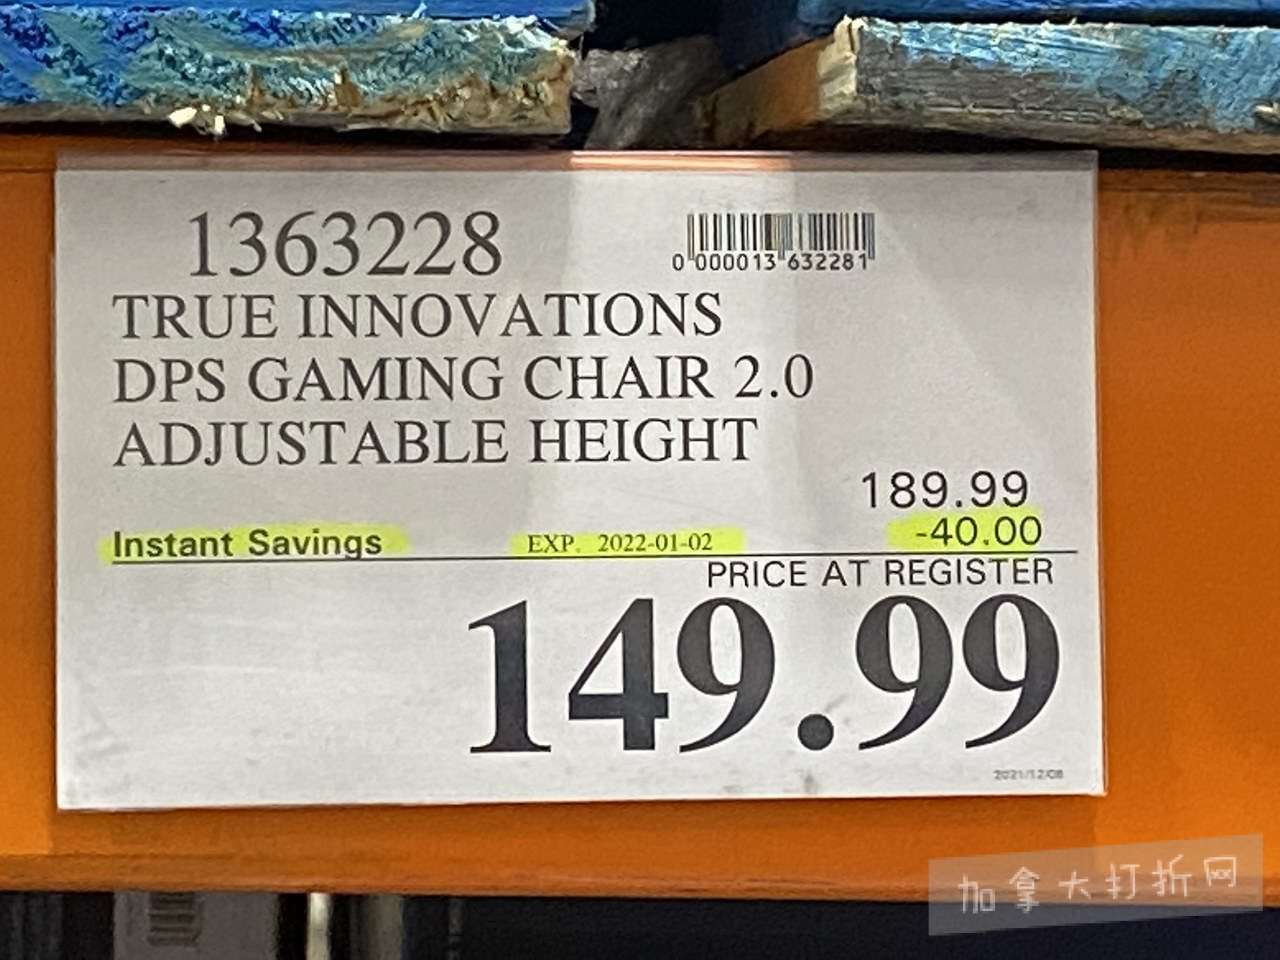 1363228
0 000013 632281
TRUE INNOVATIONS
DPS GAMING CHAIR 2.0
ADJUSTABLE HEIGHT
189.99
Instant Savings EXP. 2022-01-02 -40.00
PRICE AT REGISTER
149.99
2021/12/08
加拿大打折网